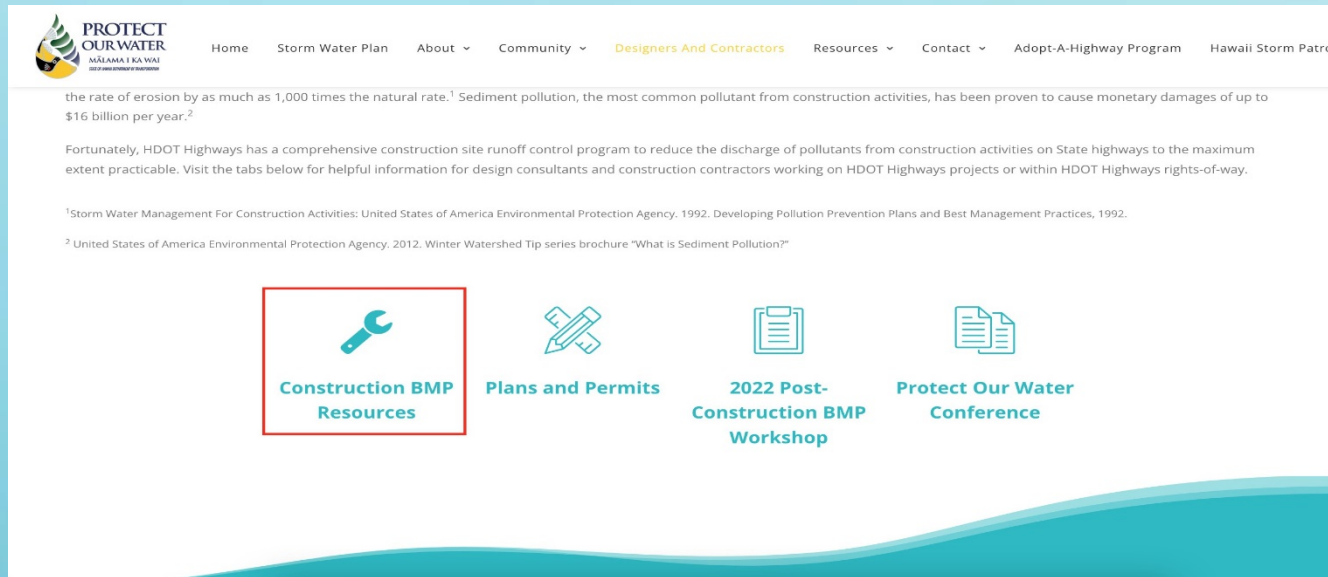 PROTECT
OUR WATER
MĀLAMA I KA WAI
STATE OF HAWAII DEPARTMENT OF TRANSPORTATION
Home Storm Water Plan About Community Designers And Contractors Resources Contact Adopt-A-Highway Program Hawaii Storm Patro
the rate of erosion by as much as 1,000 times the natural rate.¹ Sediment pollution, the most common pollutant from construction activities, has been proven to cause monetary damages of up to
$16 billion per year.²
Fortunately, HDOT Highways has a comprehensive construction site runoff control program to reduce the discharge of pollutants from construction activities on State highways to the maximum
extent practicable. Visit the tabs below for helpful information for design consultants and construction contractors working on HDOT Highways projects or within HDOT Highways rights-of-way.
¹Storm Water Management For Construction Activities: United States of America Environmental Protection Agency. 1992. Developing Pollution Prevention Plans and Best Management Practices, 1992.
² United States of America Environmental Protection Agency. 2012. Winter Watershed Tip series brochure "What is Sediment Pollution?"
Construction BMP
Resources
Plans and Permits
2022 Post-
Construction BMP
Workshop
Protect Our Water
Conference